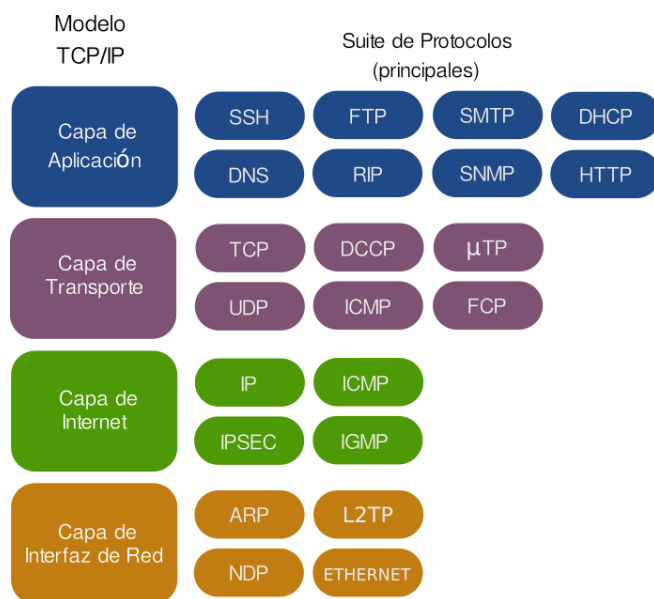 Modelo
TCP/IP
Suite de Protocolos
(principales)
Capa de
Aplicación
SSH
FTP
SMTP
DHCP
DNS
RIP
SNMP
HTTP
Capa de
Transporte
TCP
DCCP
µTP
UDP
ICMP
FCP
Capa de
Internet
IP
ICMP
IPSEC
IGMP
Capa de
Interfaz de Red
ARP
L2TP
NDP
ETHERNET